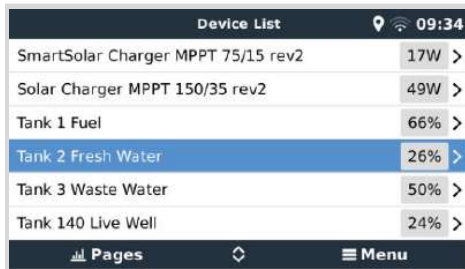 Device List 09:34
SmartSolar Charger MPPT 75/15 rev2 17W
Solar Charger MPPT 150/35 rev2 49W
Tank 1 Fuel 66%
Tank 2 Fresh Water 26%
Tank 3 Waste Water 50%
Tank 140 Live Well 24%
Pages Menu